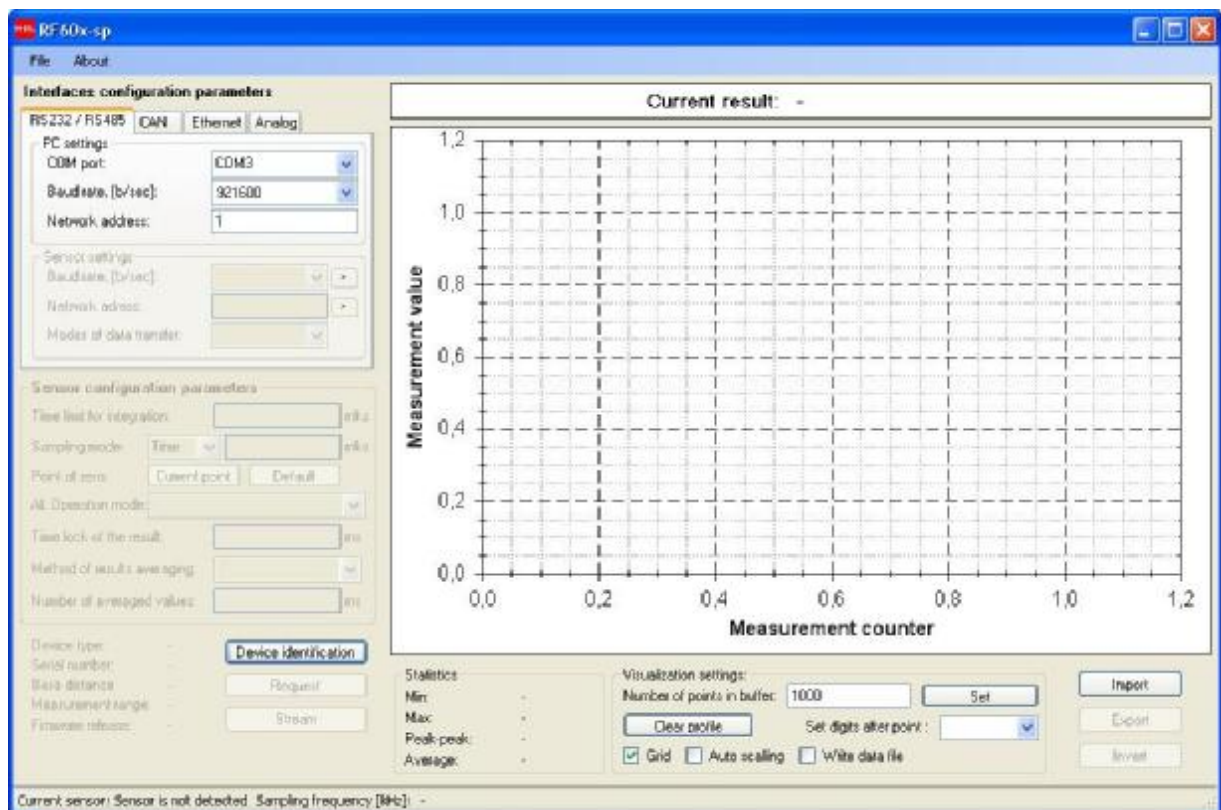 RF60x-sp
File About
Interfaces configuration parameters
RS232 / RS485 CAN Ethernet Analog
PC settings
COM port: COM3
Baudrate, [b/sec]: 921600
Network address: 1
Sensor settings
Baudrate, [b/sec]:
Network adress:
Modes of data transfer:
Sensor configuration parameters
Time limit for integration: mks
Sampling mode: Time mks
Point of zero: Current point Default
AL Operation mode:
Time lock of the result: ms
Method of results averaging:
Number of averaged values: ms
Device type: -
Serial number: -
Base distance -
Measurement range -
Firmware release: -
Device identification
Request
Stream
Current result: -
Measurement value
1,2
1,0
0,8
0,6
0,4
0,2
0,0
0,0 0,2 0,4 0,6 0,8 1,0 1,2
Measurement counter
Statistics
Min: -
Max: -
Peak-peak: -
Average: -
Visualization settings:
Number of points in buffer: 1000 Set
Clear profile Set digits after point :
Grid Auto scalling Write data file
Import
Export
Invert
Current sensor: Sensor is not detected Sampling frequency [kHz]: -